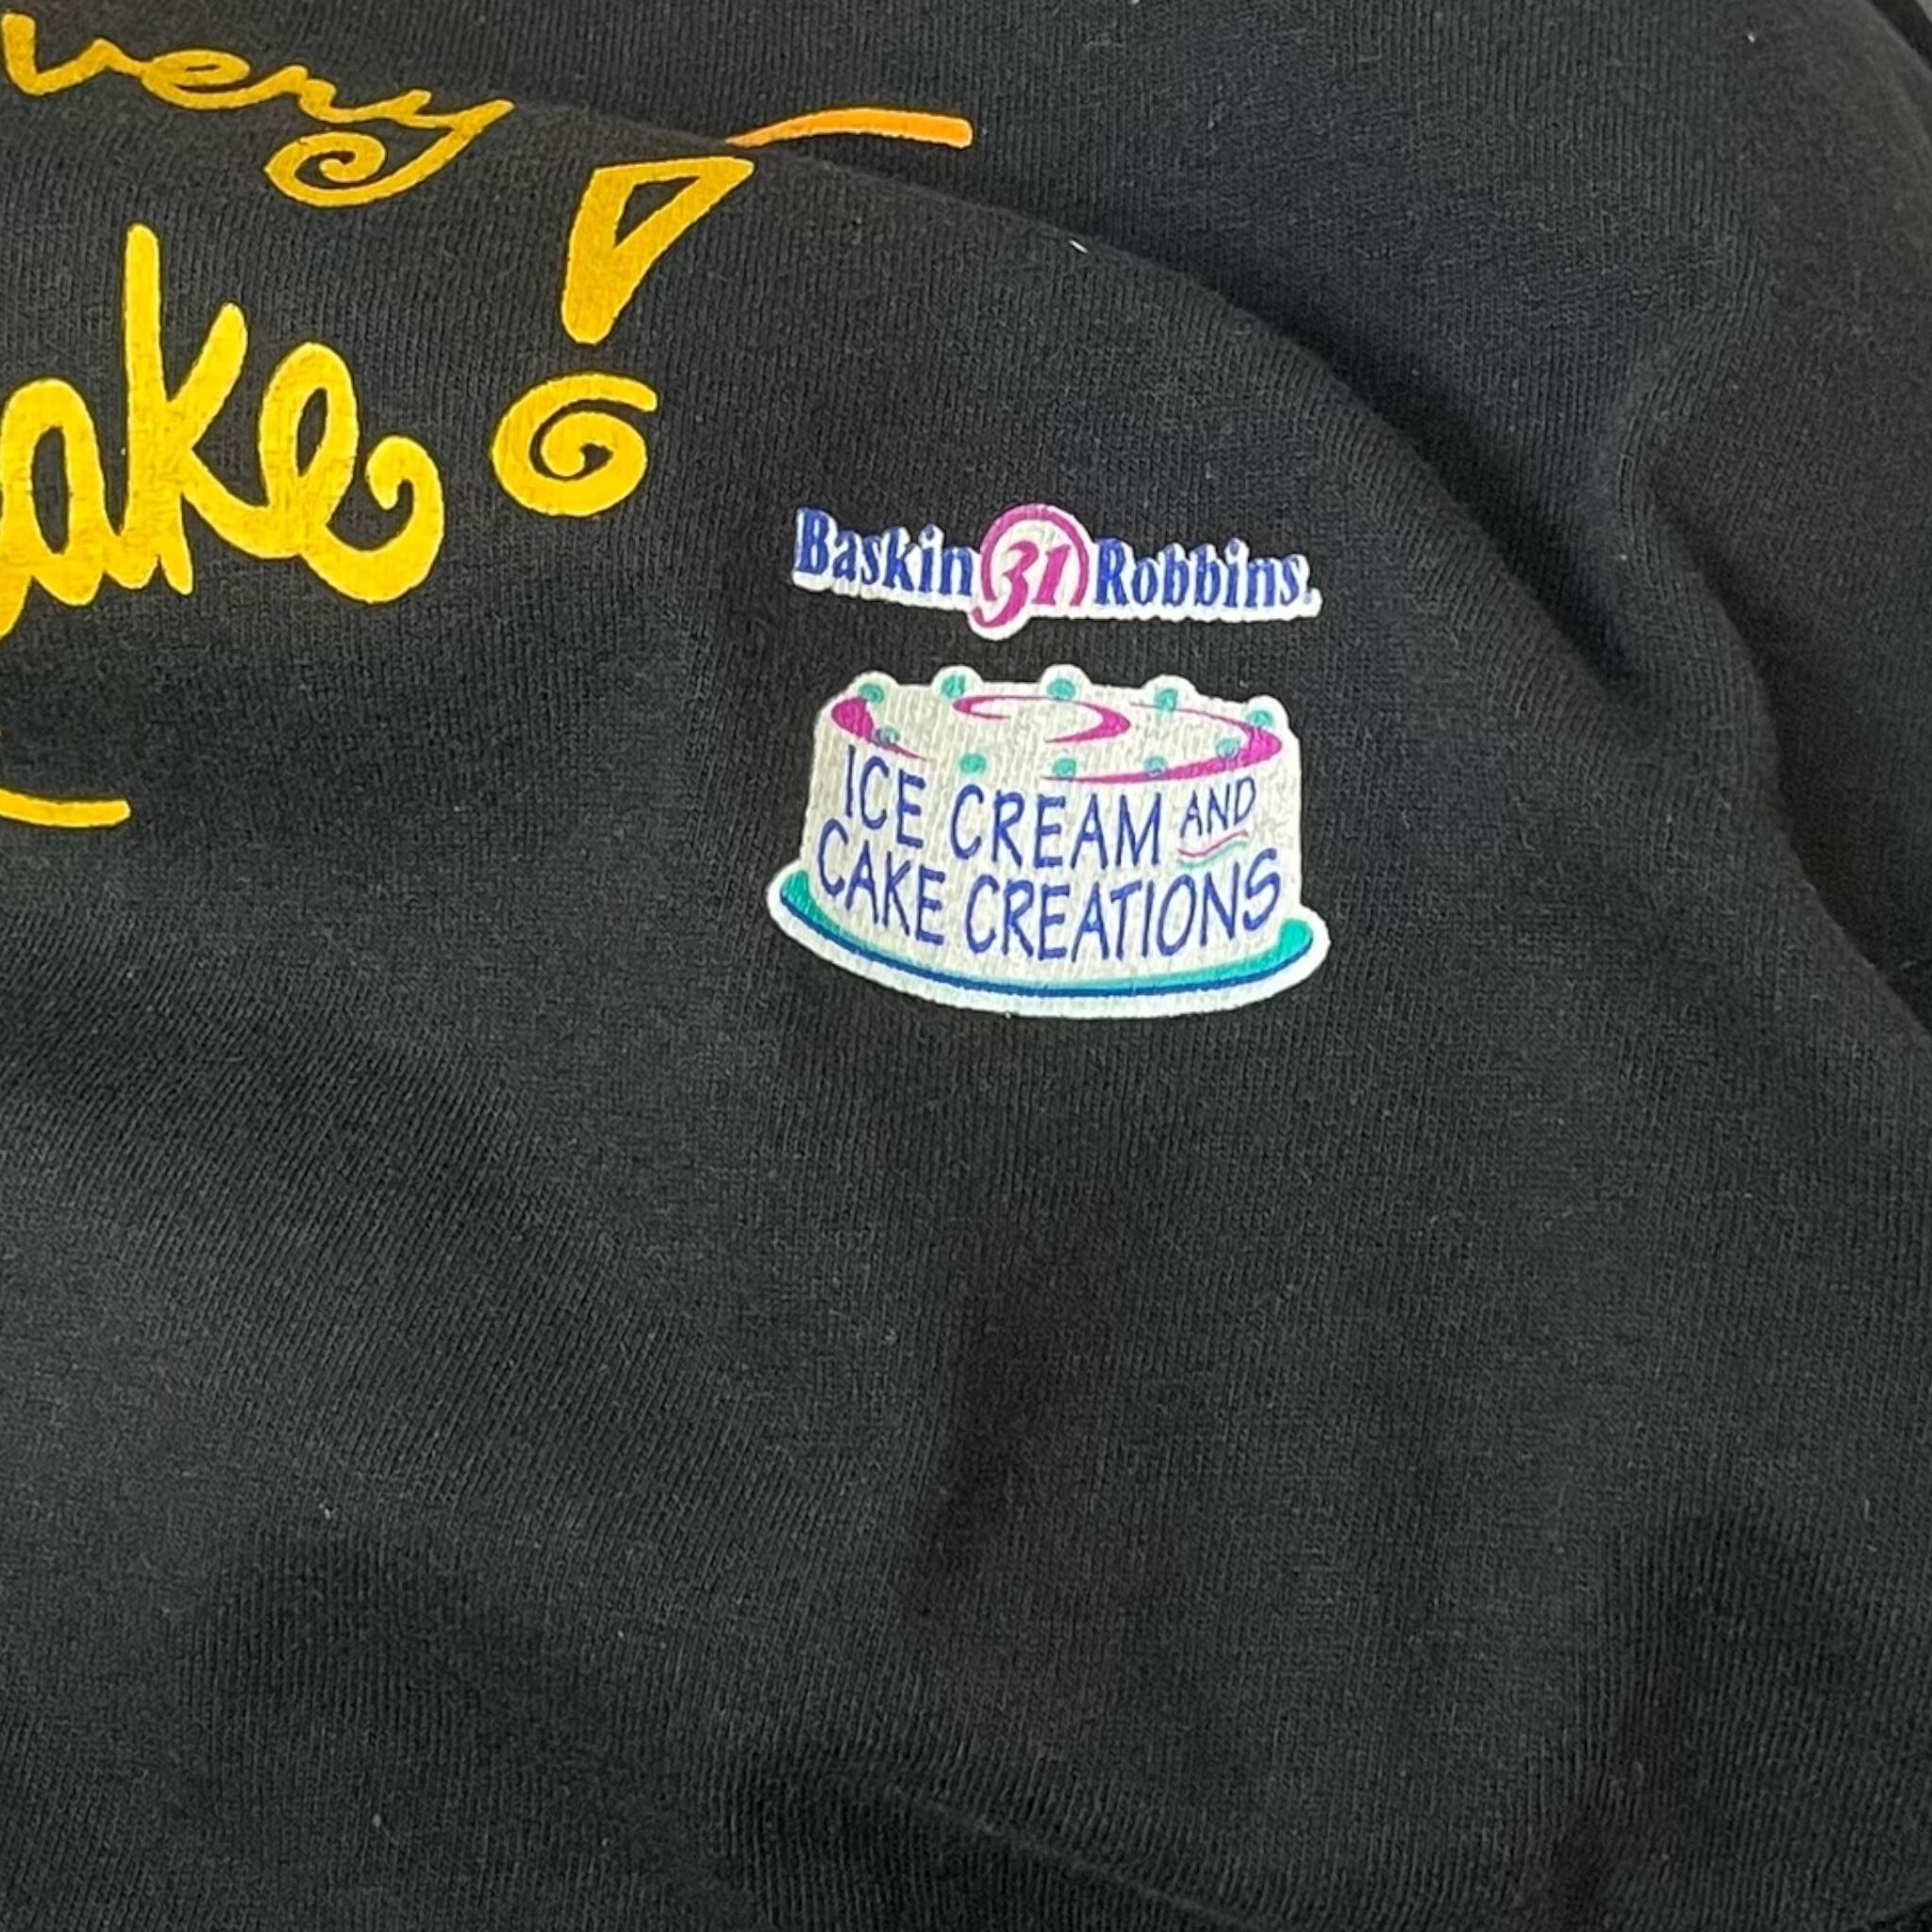 very
ake
Baskin 31 Robbins.
ICE CREAM AND
CAKE CREATIONS